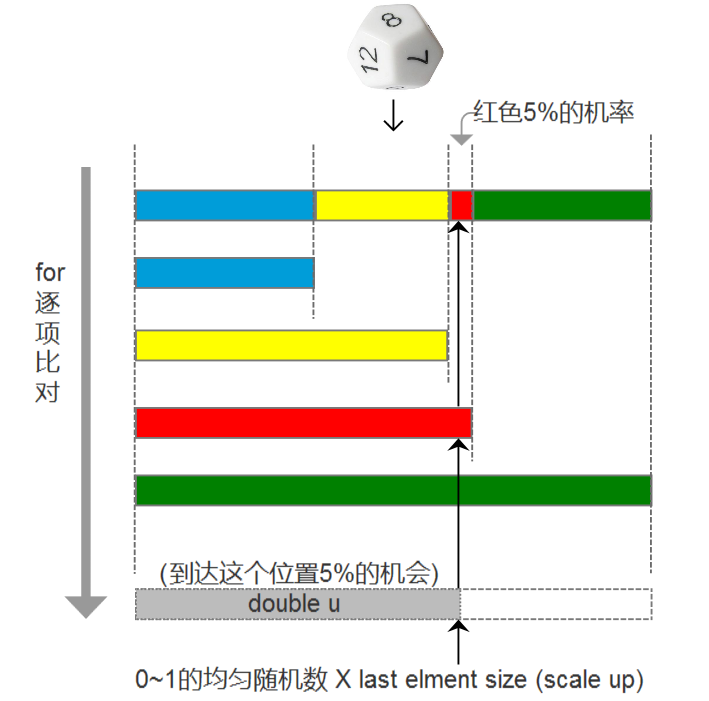 8
12
7
红色5%的机率
for
逐
项
比
对
(到达这个位置5%的机会)
double u
0~1的均匀随机数 X last elment size (scale up)